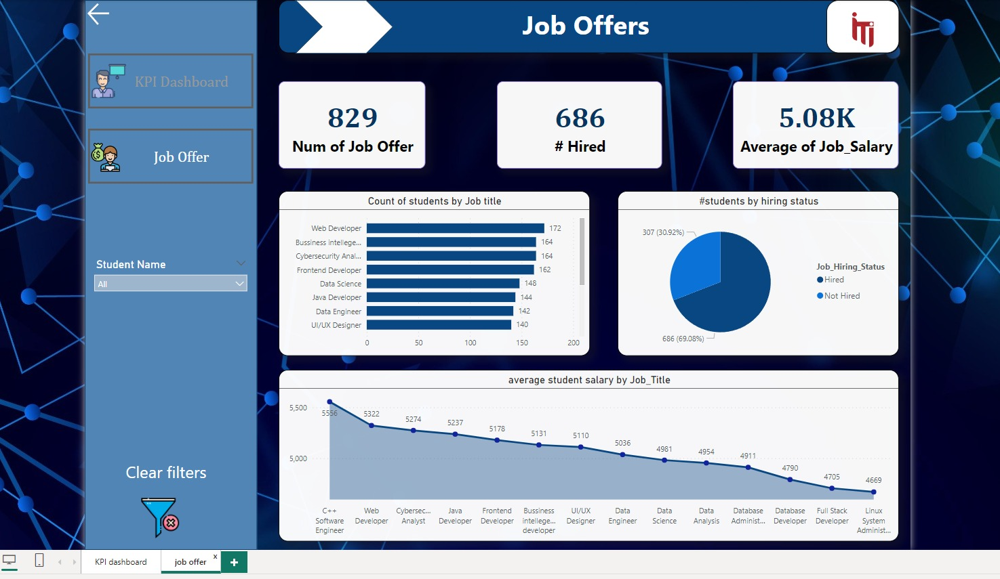 Job Offers
iTi
KPI Dashboard
Job Offer
829
Num of Job Offer
686
# Hired
5.08K
Average of Job_Salary
Student Name
All
Clear filters
Count of students by Job title
Web Developer 172
Bussiness intellege... 164
Cybersecurity Anal... 164
Frontend Developer 162
Data Science 148
Java Developer 144
Data Engineer 142
UI/UX Designer 140
0 50 100 150 200
#students by hiring status
307 (30.92%)
686 (69.08%)
Job_Hiring_Status
Hired
Not Hired
average student salary by Job_Title
5,500
5,000
5556 5322 5274 5237 5178 5131 5110 5036 4981 4954 4911 4790 4705 4669
C++ Web Cybersec... Java Frontend Bussiness UI/UX Data Data Data Database Database Full Stack Linux
Software Developer Analyst Developer Developer intellege... Designer Engineer Science Analysis Administ... Developer Developer System
Engineer developer Administ...
KPI dashboard
job offer
x
+